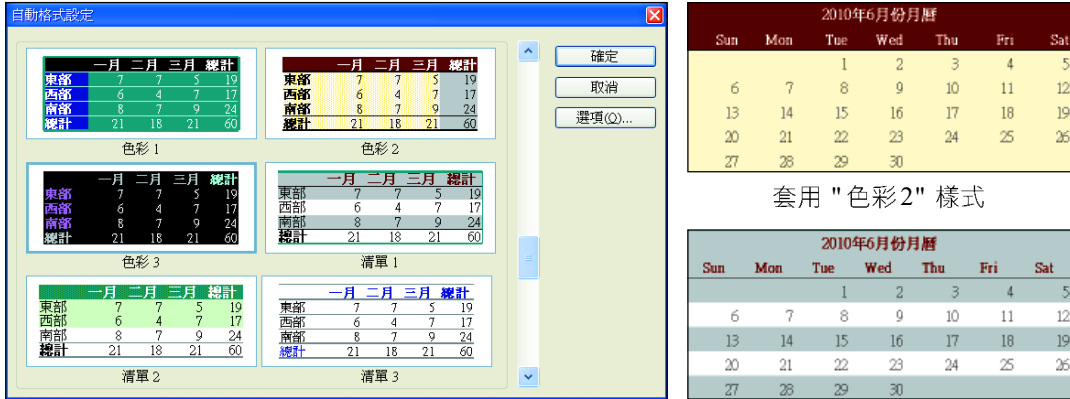 自動格式設定
一月 二月 三月 總計
東部 7 7 5 19
西部 6 4 7 17
南部 8 7 9 24
總計 21 18 21 60
色彩 1
一月 二月 三月 總計
東部 7 7 5 19
西部 6 4 7 17
南部 8 7 9 24
總計 21 18 21 60
色彩 2
一月 二月 三月 總計
東部 7 7 5 19
西部 6 4 7 17
南部 8 7 9 24
總計 21 18 21 60
色彩 3
一月 二月 三月 總計
東部 7 7 5 19
西部 6 4 7 17
南部 8 7 9 24
總計 21 18 21 60
清單 1
一月 二月 三月 總計
東部 7 7 5 19
西部 6 4 7 17
南部 8 7 9 24
總計 21 18 21 60
清單 2
一月 二月 三月 總計
東部 7 7 5 19
西部 6 4 7 17
南部 8 7 9 24
總計 21 18 21 60
清單 3
確定
取消
選項(O)...
2010年6月份月曆
Sun Mon Tue Wed Thu Fri Sat
1 2 3 4 5
6 7 8 9 10 11 12
13 14 15 16 17 18 19
20 21 22 23 24 25 26
27 28 29 30
套用 "色彩2" 樣式
2010年6月份月曆
Sun Mon Tue Wed Thu Fri Sat
1 2 3 4 5
6 7 8 9 10 11 12
13 14 15 16 17 18 19
20 21 22 23 24 25 26
27 28 29 30